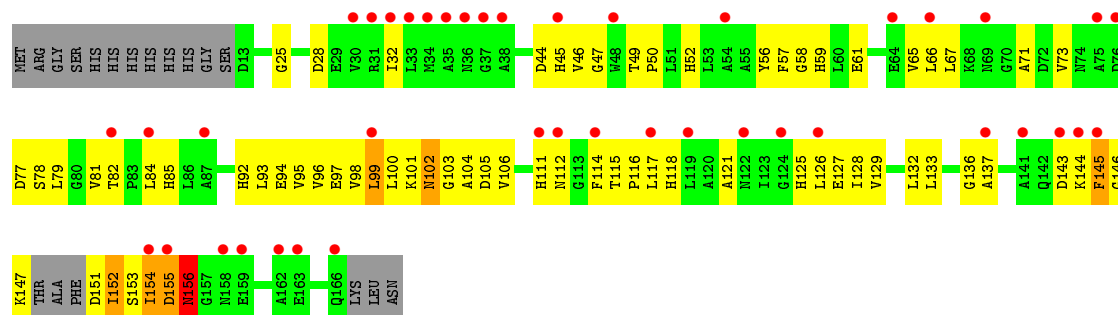 MET ARG GLY SER HIS HIS HIS HIS HIS HIS GLY SER D13 G25 D28 E29 V30 R31 I32 L33 M34 A35 N36 G37 A38 D44 H45 V46 G47 W48 T49 P50 L51 H52 L53 A54 A55 Y56 F57 G58 H59 L60 E61 E64 V65 L66 L67 K68 N69 G70 A71 D72 V73 N74 A75 D76
D77 S78 L79 G80 V81 T82 P83 L84 H85 L86 A87 H92 L93 E94 V95 V96 E97 V98 L99 L100 K101 N102 G103 A104 D105 V106 H111 N112 G113 F114 T115 P116 L117 H118 L119 A120 A121 N122 I123 G124 H125 L126 E127 I128 V129 L132 L133 G136 A137 A141 Q142 D143 K144 F145 G146
K147 THR ALA PHE D151 I152 S153 I154 D155 N156 G157 N158 E159 A162 E163 Q166 LYS LEU ASN